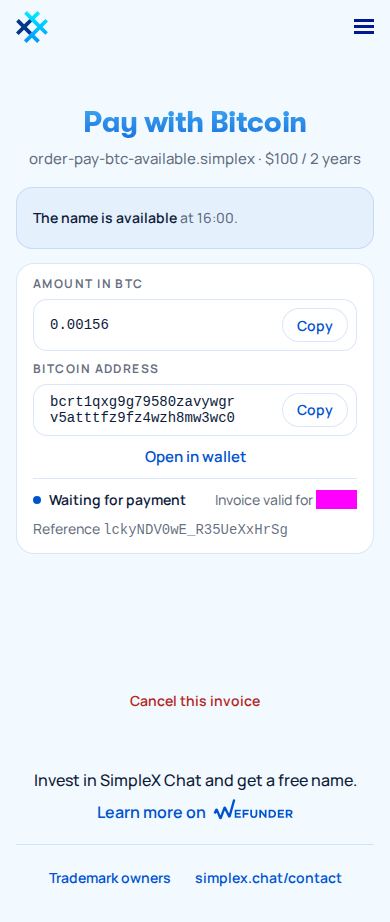 Pay with Bitcoin
order-pay-btc-available.simplex · $100 / 2 years
The name is available at 16:00.
AMOUNT IN BTC
0.00156
Copy
BITCOIN ADDRESS
bcrt1qxg9g79580zavywgr
v5atttfz9fz4wzh8mw3wc0
Copy
Open in wallet
Waiting for payment
Invoice valid for
Reference lckyNDV0wE_R35UeXxHrSg
Cancel this invoice
Invest in SimpleX Chat and get a free name.
Learn more on WEFUNDER
Trademark owners
simplex.chat/contact